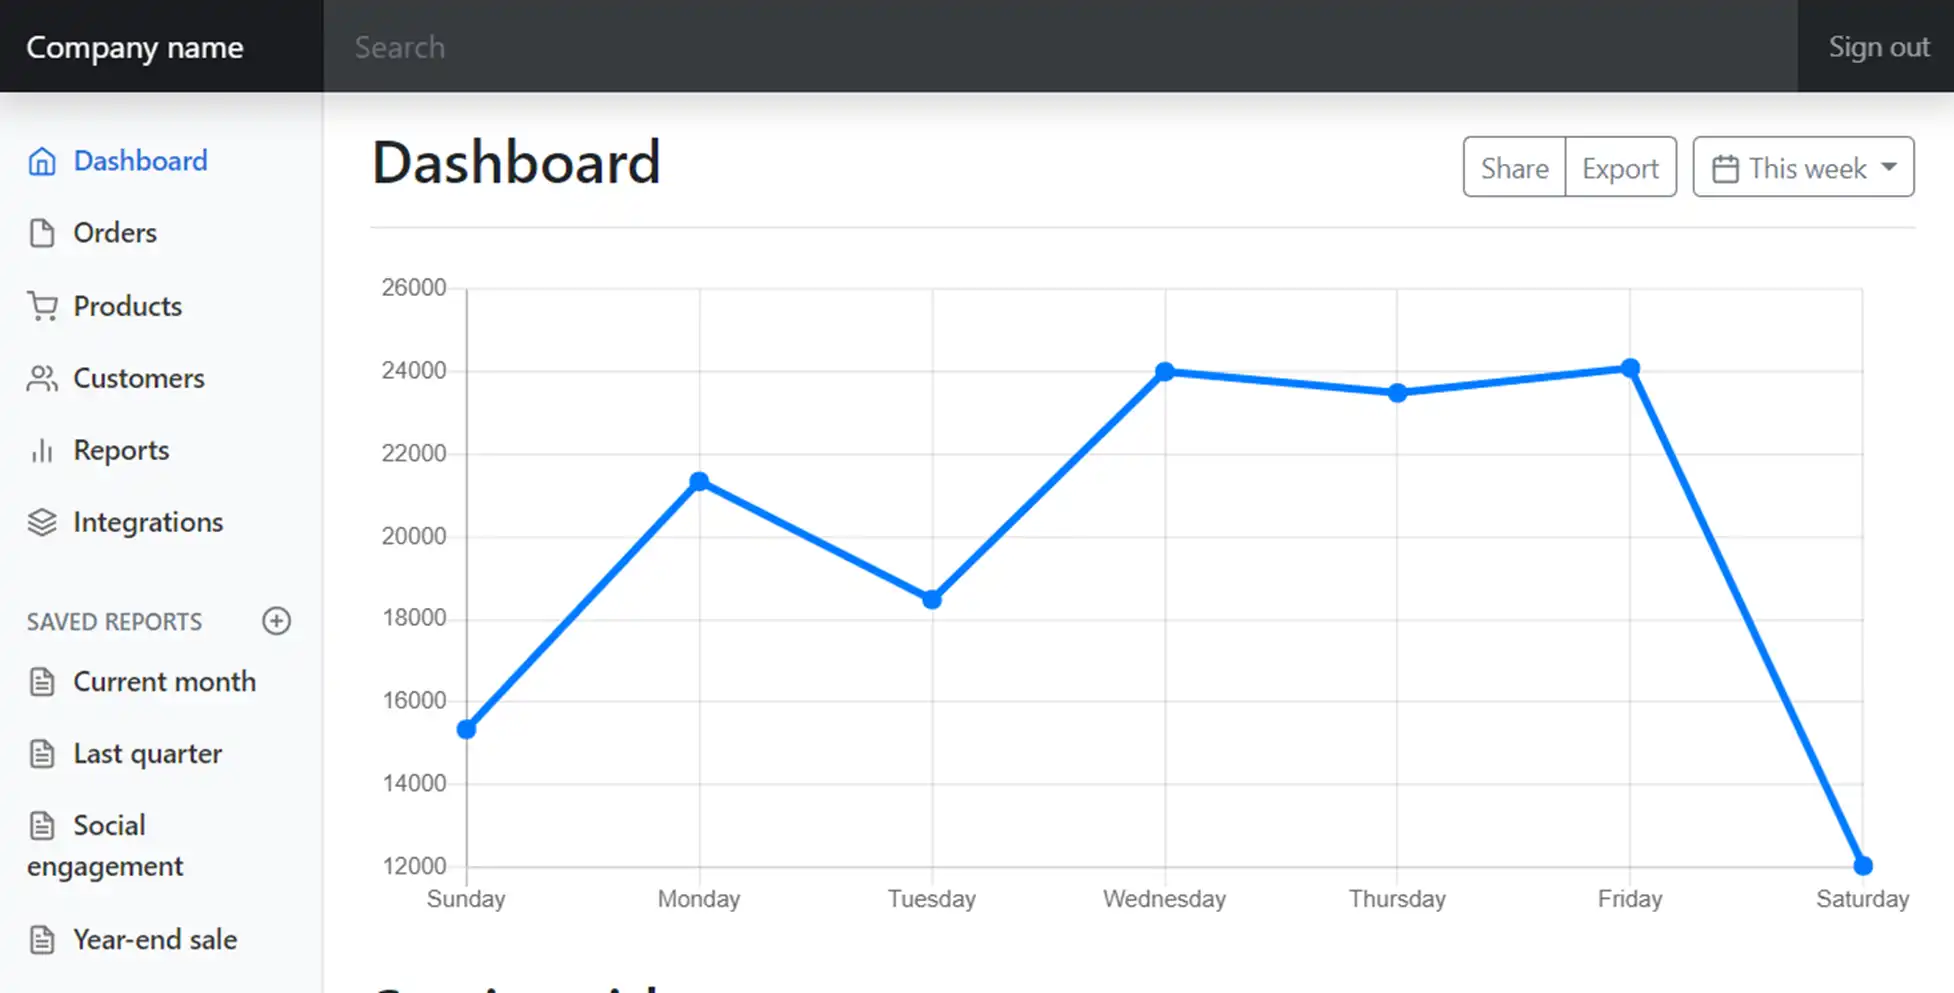 Company name
Search
Sign out
Dashboard
Orders
Products
Customers
Reports
Integrations
SAVED REPORTS
Current month
Last quarter
Social
engagement
Year-end sale
Dashboard
Share
Export
This week
26000
24000
22000
20000
18000
16000
14000
12000
Sunday
Monday
Tuesday
Wednesday
Thursday
Friday
Saturday